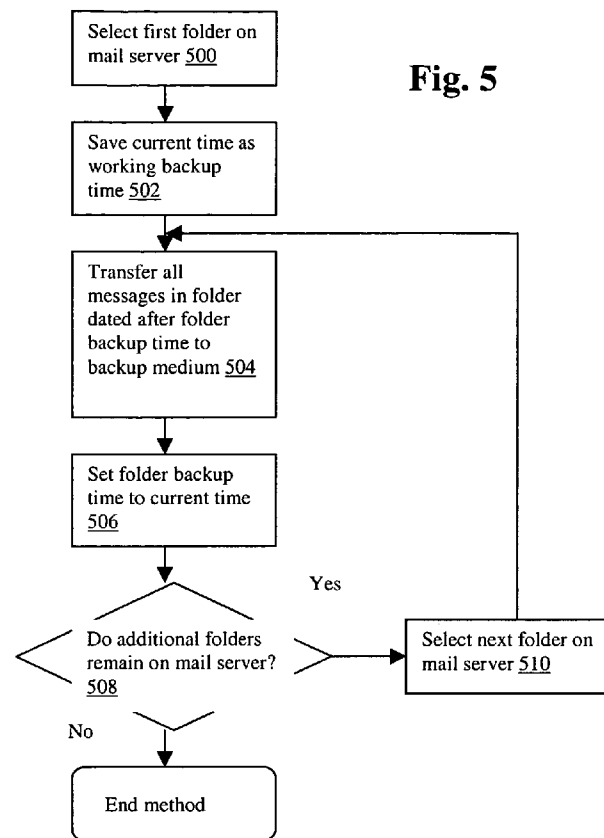 Select first folder on
mail server 500
Fig. 5
Save current time as
working backup
time 502
Transfer all
messages in folder
dated after folder
backup time to
backup medium 504
Set folder backup
time to current time
506
Yes
Do additional folders
remain on mail server?
508
Select next folder on
mail server 510
No
End method